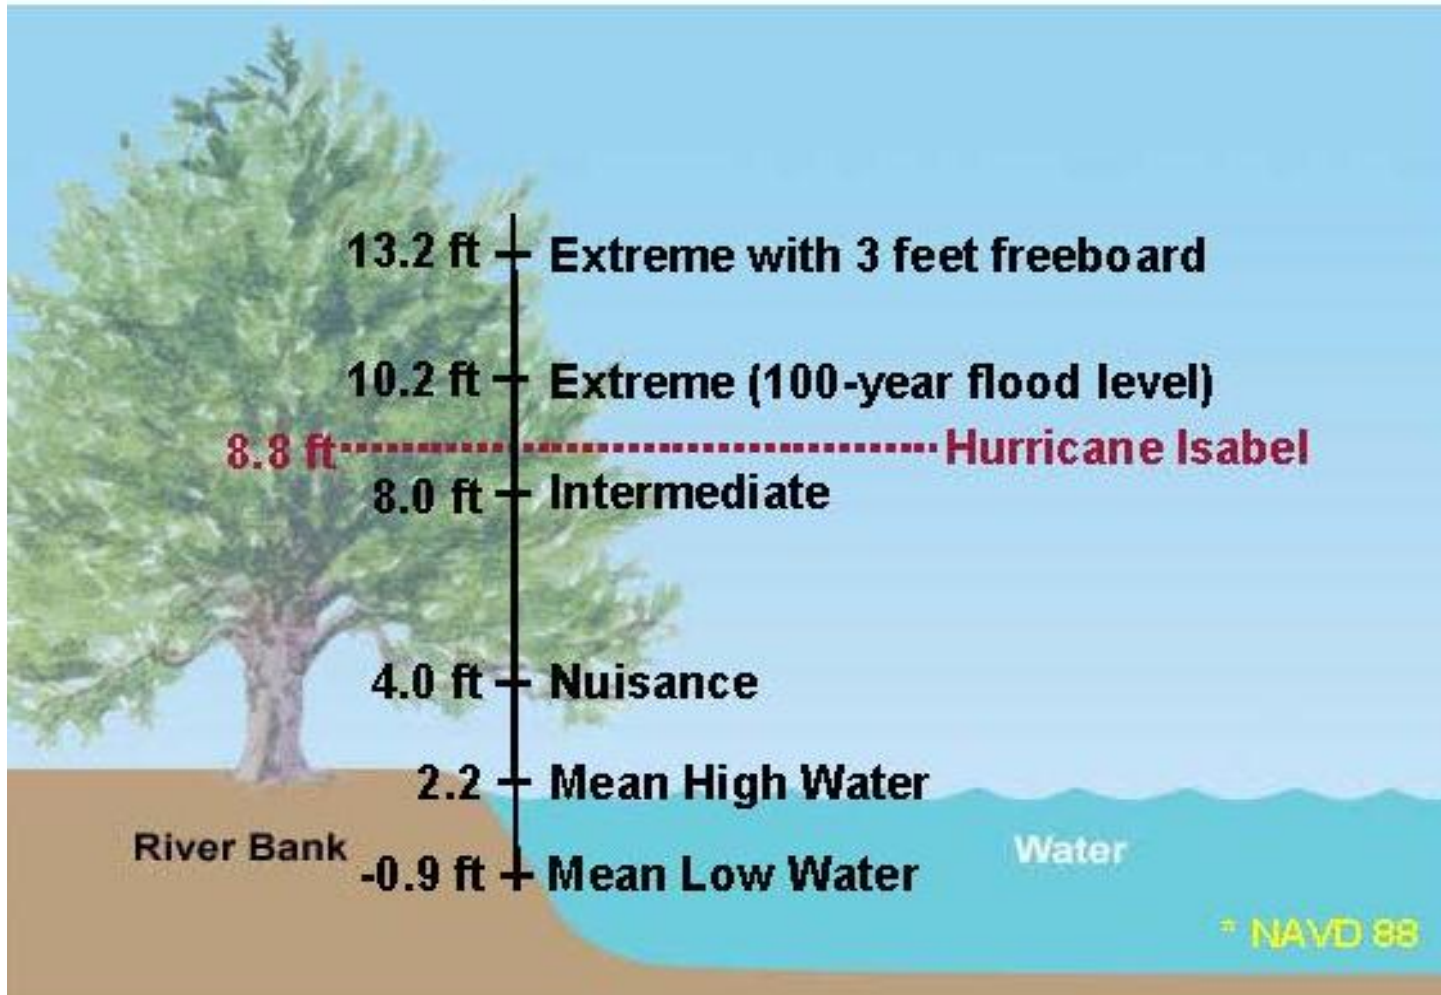 13.2 ft Extreme with 3 feet freeboard
10.2 ft Extreme (100-year flood level)
8.8 ft Hurricane Isabel
8.0 ft Intermediate
4.0 ft Nuisance
2.2 Mean High Water
River Bank Water
-0.9 ft Mean Low Water
* NAVD 88